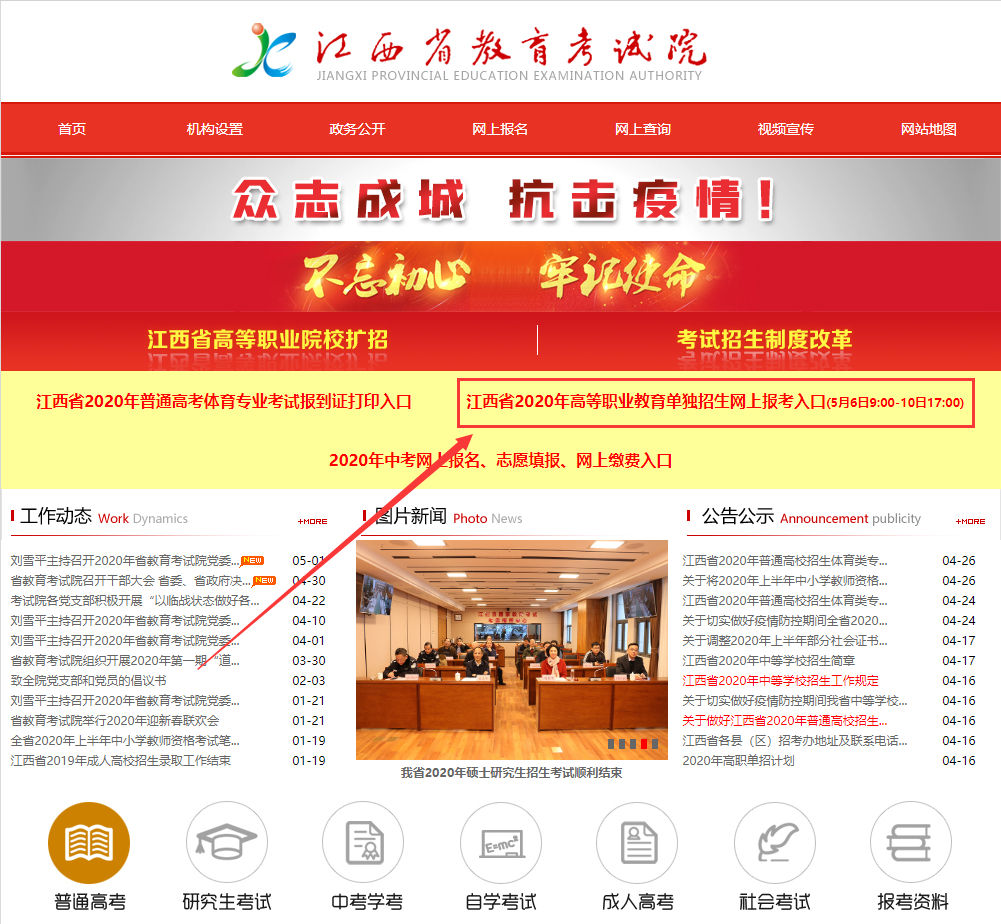 江西省教育考试院
JIANGXI PROVINCIAL EDUCATION EXAMINATION AUTHORITY
首页 机构设置 政务公开 网上报名 网上查询 视频宣传 网站地图
众志成城 抗击疫情！
不忘初心 牢记使命
江西省高等职业院校扩招 考试招生制度改革
江西省2020年普通高考体育专业考试报到证打印入口 江西省2020年高等职业教育单独招生网上报考入口(5月6日9:00-10日17:00)
2020年中考网上报名、志愿填报、网上缴费入口
工作动态 Work Dynamics +MORE
刘雪平主持召开2020年省教育考试院党委... NEW 05-01
省教育考试院召开干部大会 省委、省政府决... NEW 04-30
考试院各党支部积极开展“以临战状态做好各... 04-22
刘雪平主持召开2020年省教育考试院党委... 04-10
刘雪平主持召开2020年省教育考试院党委... 04-01
省教育考试院组织开展2020年第一期“道... 03-30
致全院党支部和党员的倡议书 02-03
刘雪平主持召开2020年省教育考试院党委... 01-21
省教育考试院举行2020年迎新春联欢会 01-21
全省2020年上半年中小学教师资格考试笔... 01-19
江西省2019年成人高校招生录取工作结束 01-19
图片新闻 Photo News
我省2020年硕士研究生招生考试顺利结束
公告公示 Announcement publicity +MORE
江西省2020年普通高校招生体育类专... 04-26
关于将2020年上半年中小学教师资格... 04-26
江西省2020年普通高校招生体育类专... 04-24
关于切实做好疫情防控期间全省2020... 04-24
关于调整2020年上半年部分社会证书... 04-17
江西省2020年中等学校招生简章 04-17
江西省2020年中等学校招生工作规定 04-16
关于切实做好疫情防控期间我省中等学校... 04-16
关于做好江西省2020年普通高校招生... 04-16
江西省各县（区）招考办地址及联系电话... 04-16
2020年高职单招计划 04-16
E=mc²
普通高考 研究生考试 中考学考 自学考试 成人高考 社会考试 报考资料